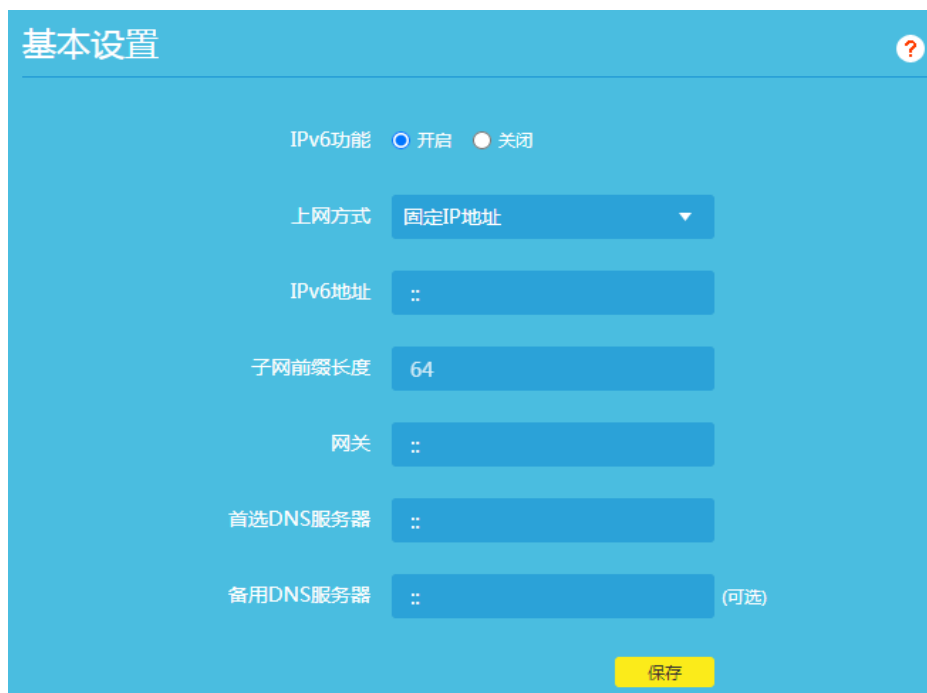 基本设置
?
IPv6功能 开启 关闭
上网方式 固定IP地址
IPv6地址 ::
子网前缀长度 64
网关 ::
首选DNS服务器 ::
备用DNS服务器 :: (可选)
保存